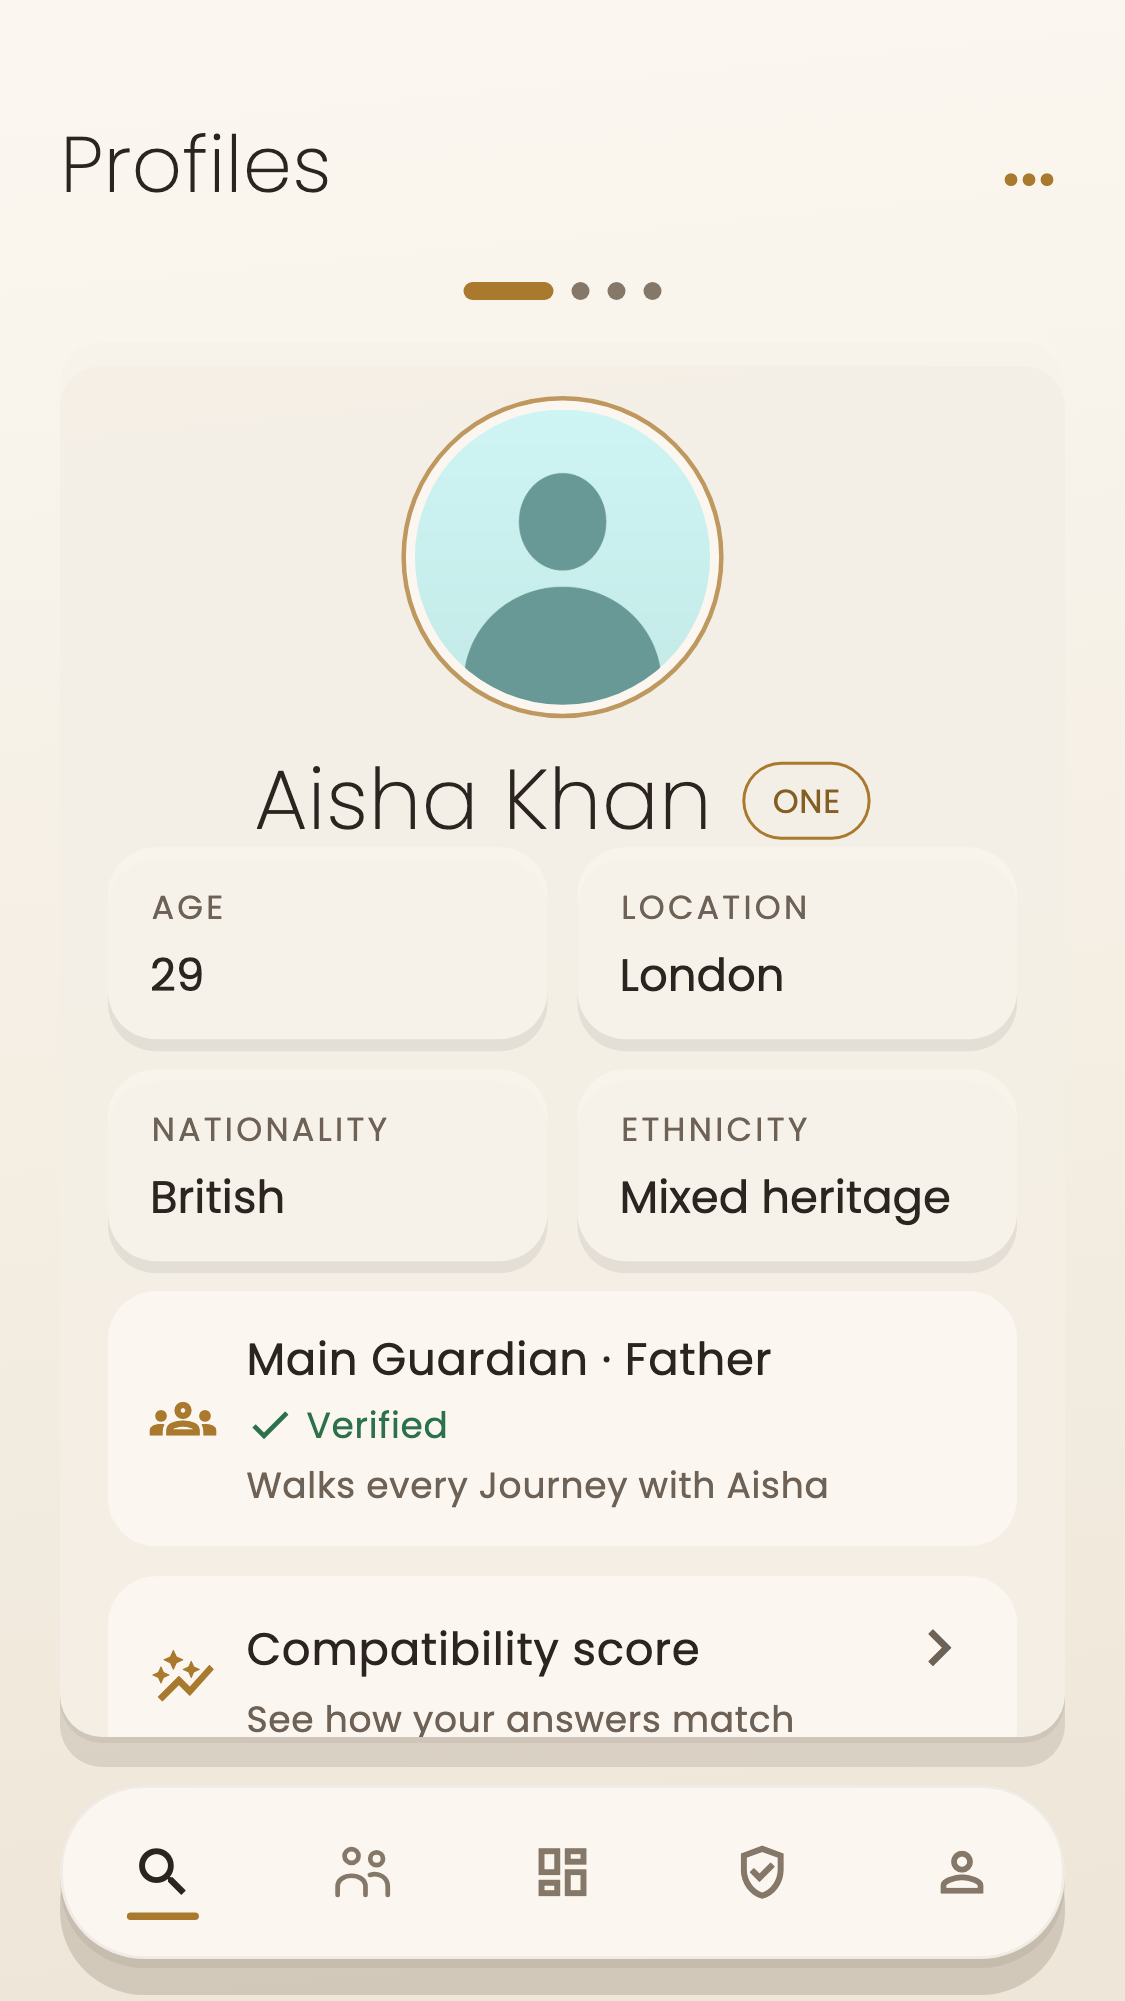 Profiles
Aisha Khan ONE
AGE
29
LOCATION
London
NATIONALITY
British
ETHNICITY
Mixed heritage
Main Guardian · Father
Verified
Walks every Journey with Aisha
Compatibility score
See how your answers match